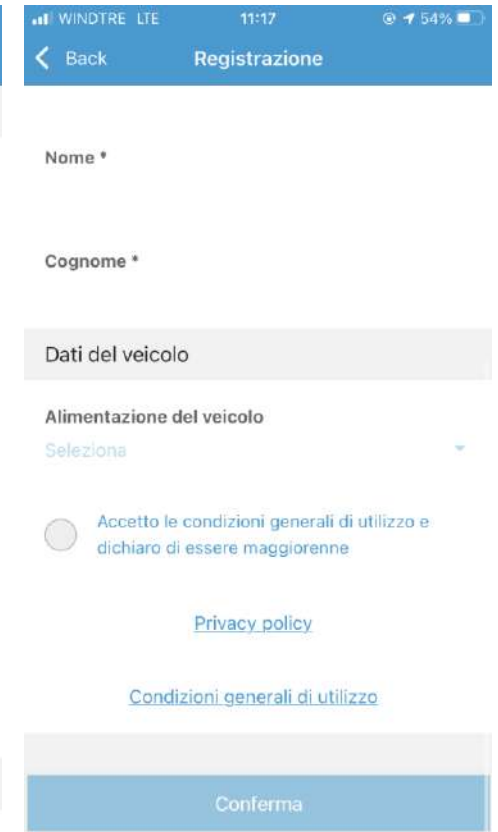 WINDTRE LTE 11:17 54%
Back Registrazione
Nome *
Cognome *
Dati del veicolo
Alimentazione del veicolo
Seleziona
Accetto le condizioni generali di utilizzo e
dichiaro di essere maggiorenne
Privacy policy
Condizioni generali di utilizzo
Conferma